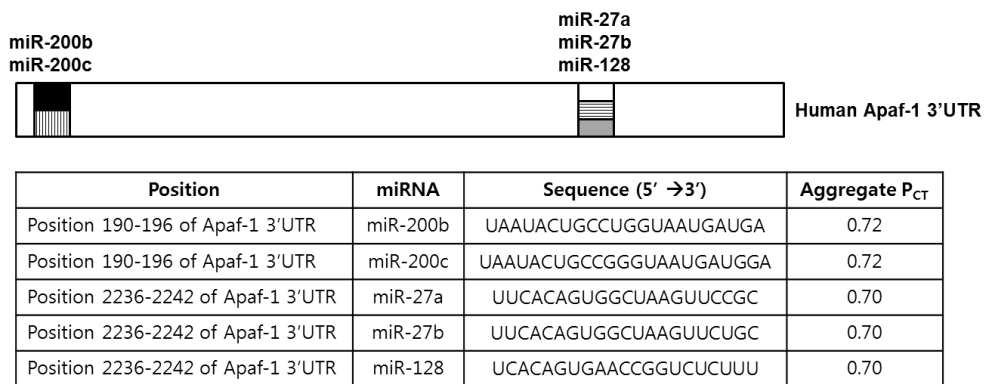 miR-200b
miR-200c
miR-27a
miR-27b
miR-128
Human Apaf-1 3'UTR
Position miRNA Sequence (5′ →3′) Aggregate PCT
Position 190-196 of Apaf-1 3′UTR miR-200b UAAUACUGCCUGGUAAUGAUGA 0.72
Position 190-196 of Apaf-1 3′UTR miR-200c UAAUACUGCCGGGUAAUGAUGGA 0.72
Position 2236-2242 of Apaf-1 3′UTR miR-27a UUCACAGUGGCUAAGUUCCGC 0.70
Position 2236-2242 of Apaf-1 3′UTR miR-27b UUCACAGUGGCUAAGUUCUGC 0.70
Position 2236-2242 of Apaf-1 3′UTR miR-128 UCACAGUGAACCGGUCUCUUU 0.70